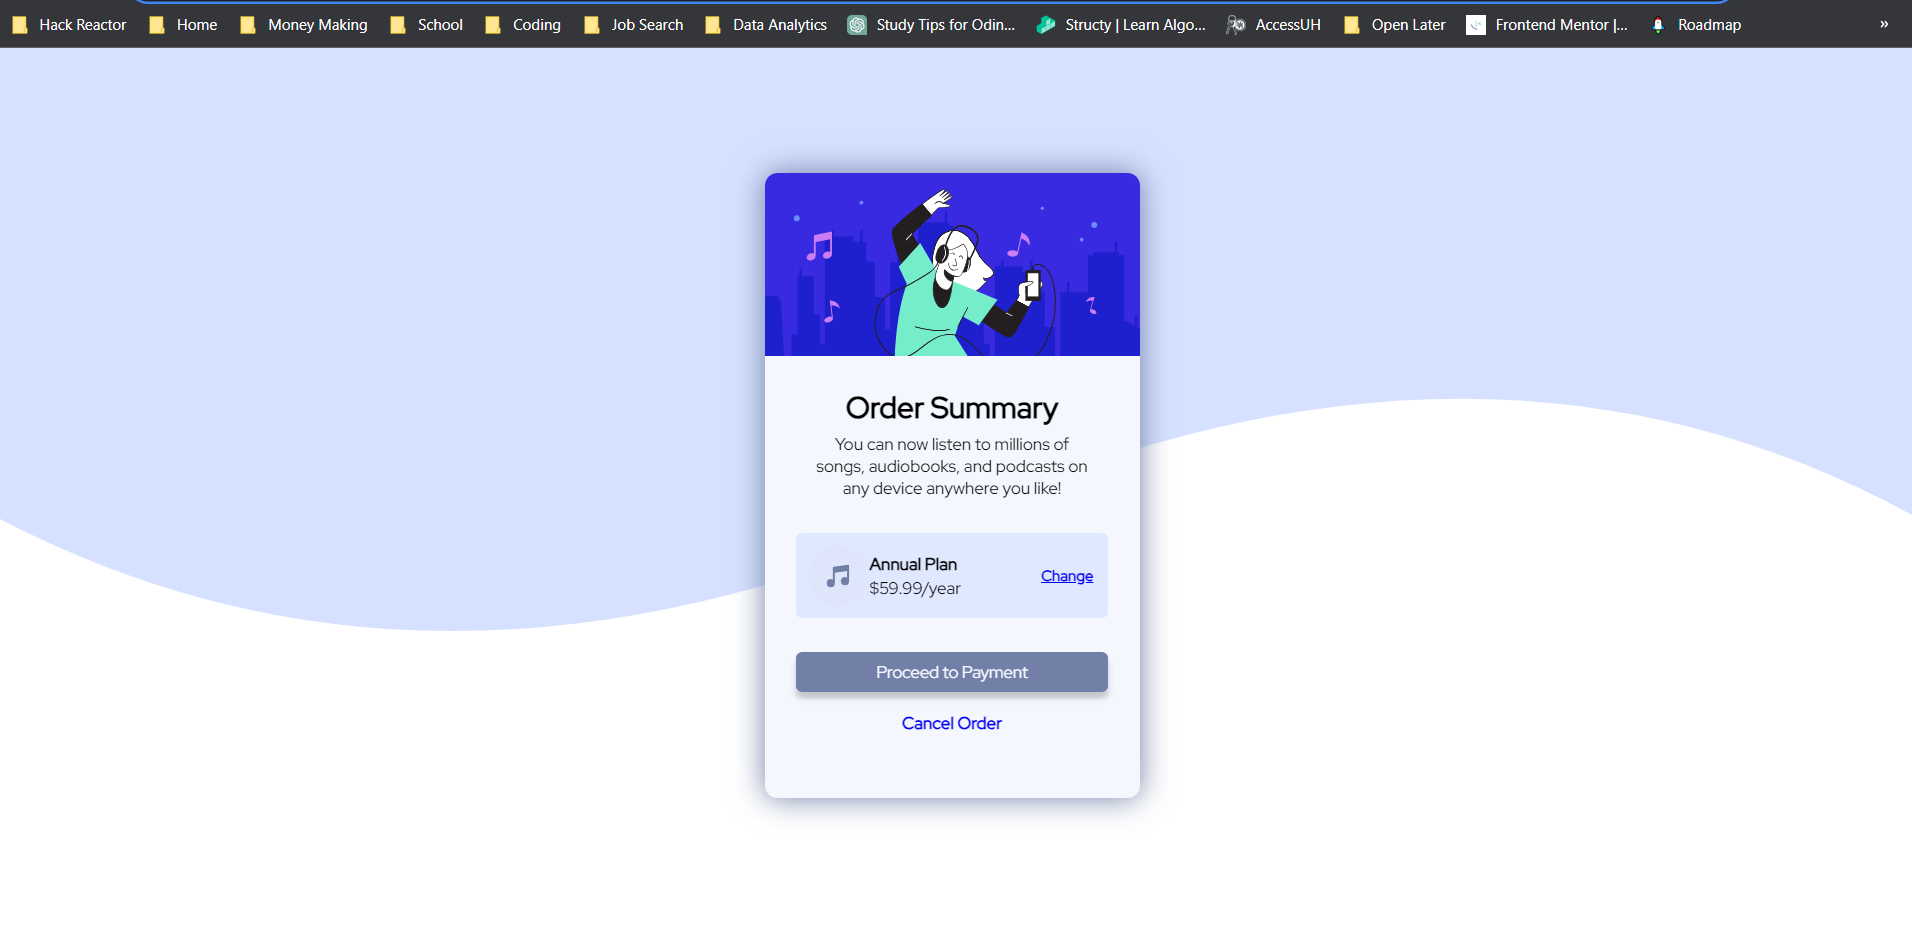 Hack Reactor Home Money Making School Coding Job Search Data Analytics Study Tips for Odin... Structy | Learn Algo... AccessUH Open Later Frontend Mentor |... Roadmap »
Order Summary
You can now listen to millions of
songs, audiobooks, and podcasts on
any device anywhere you like!
Annual Plan
$59.99/year
Change
Proceed to Payment
Cancel Order